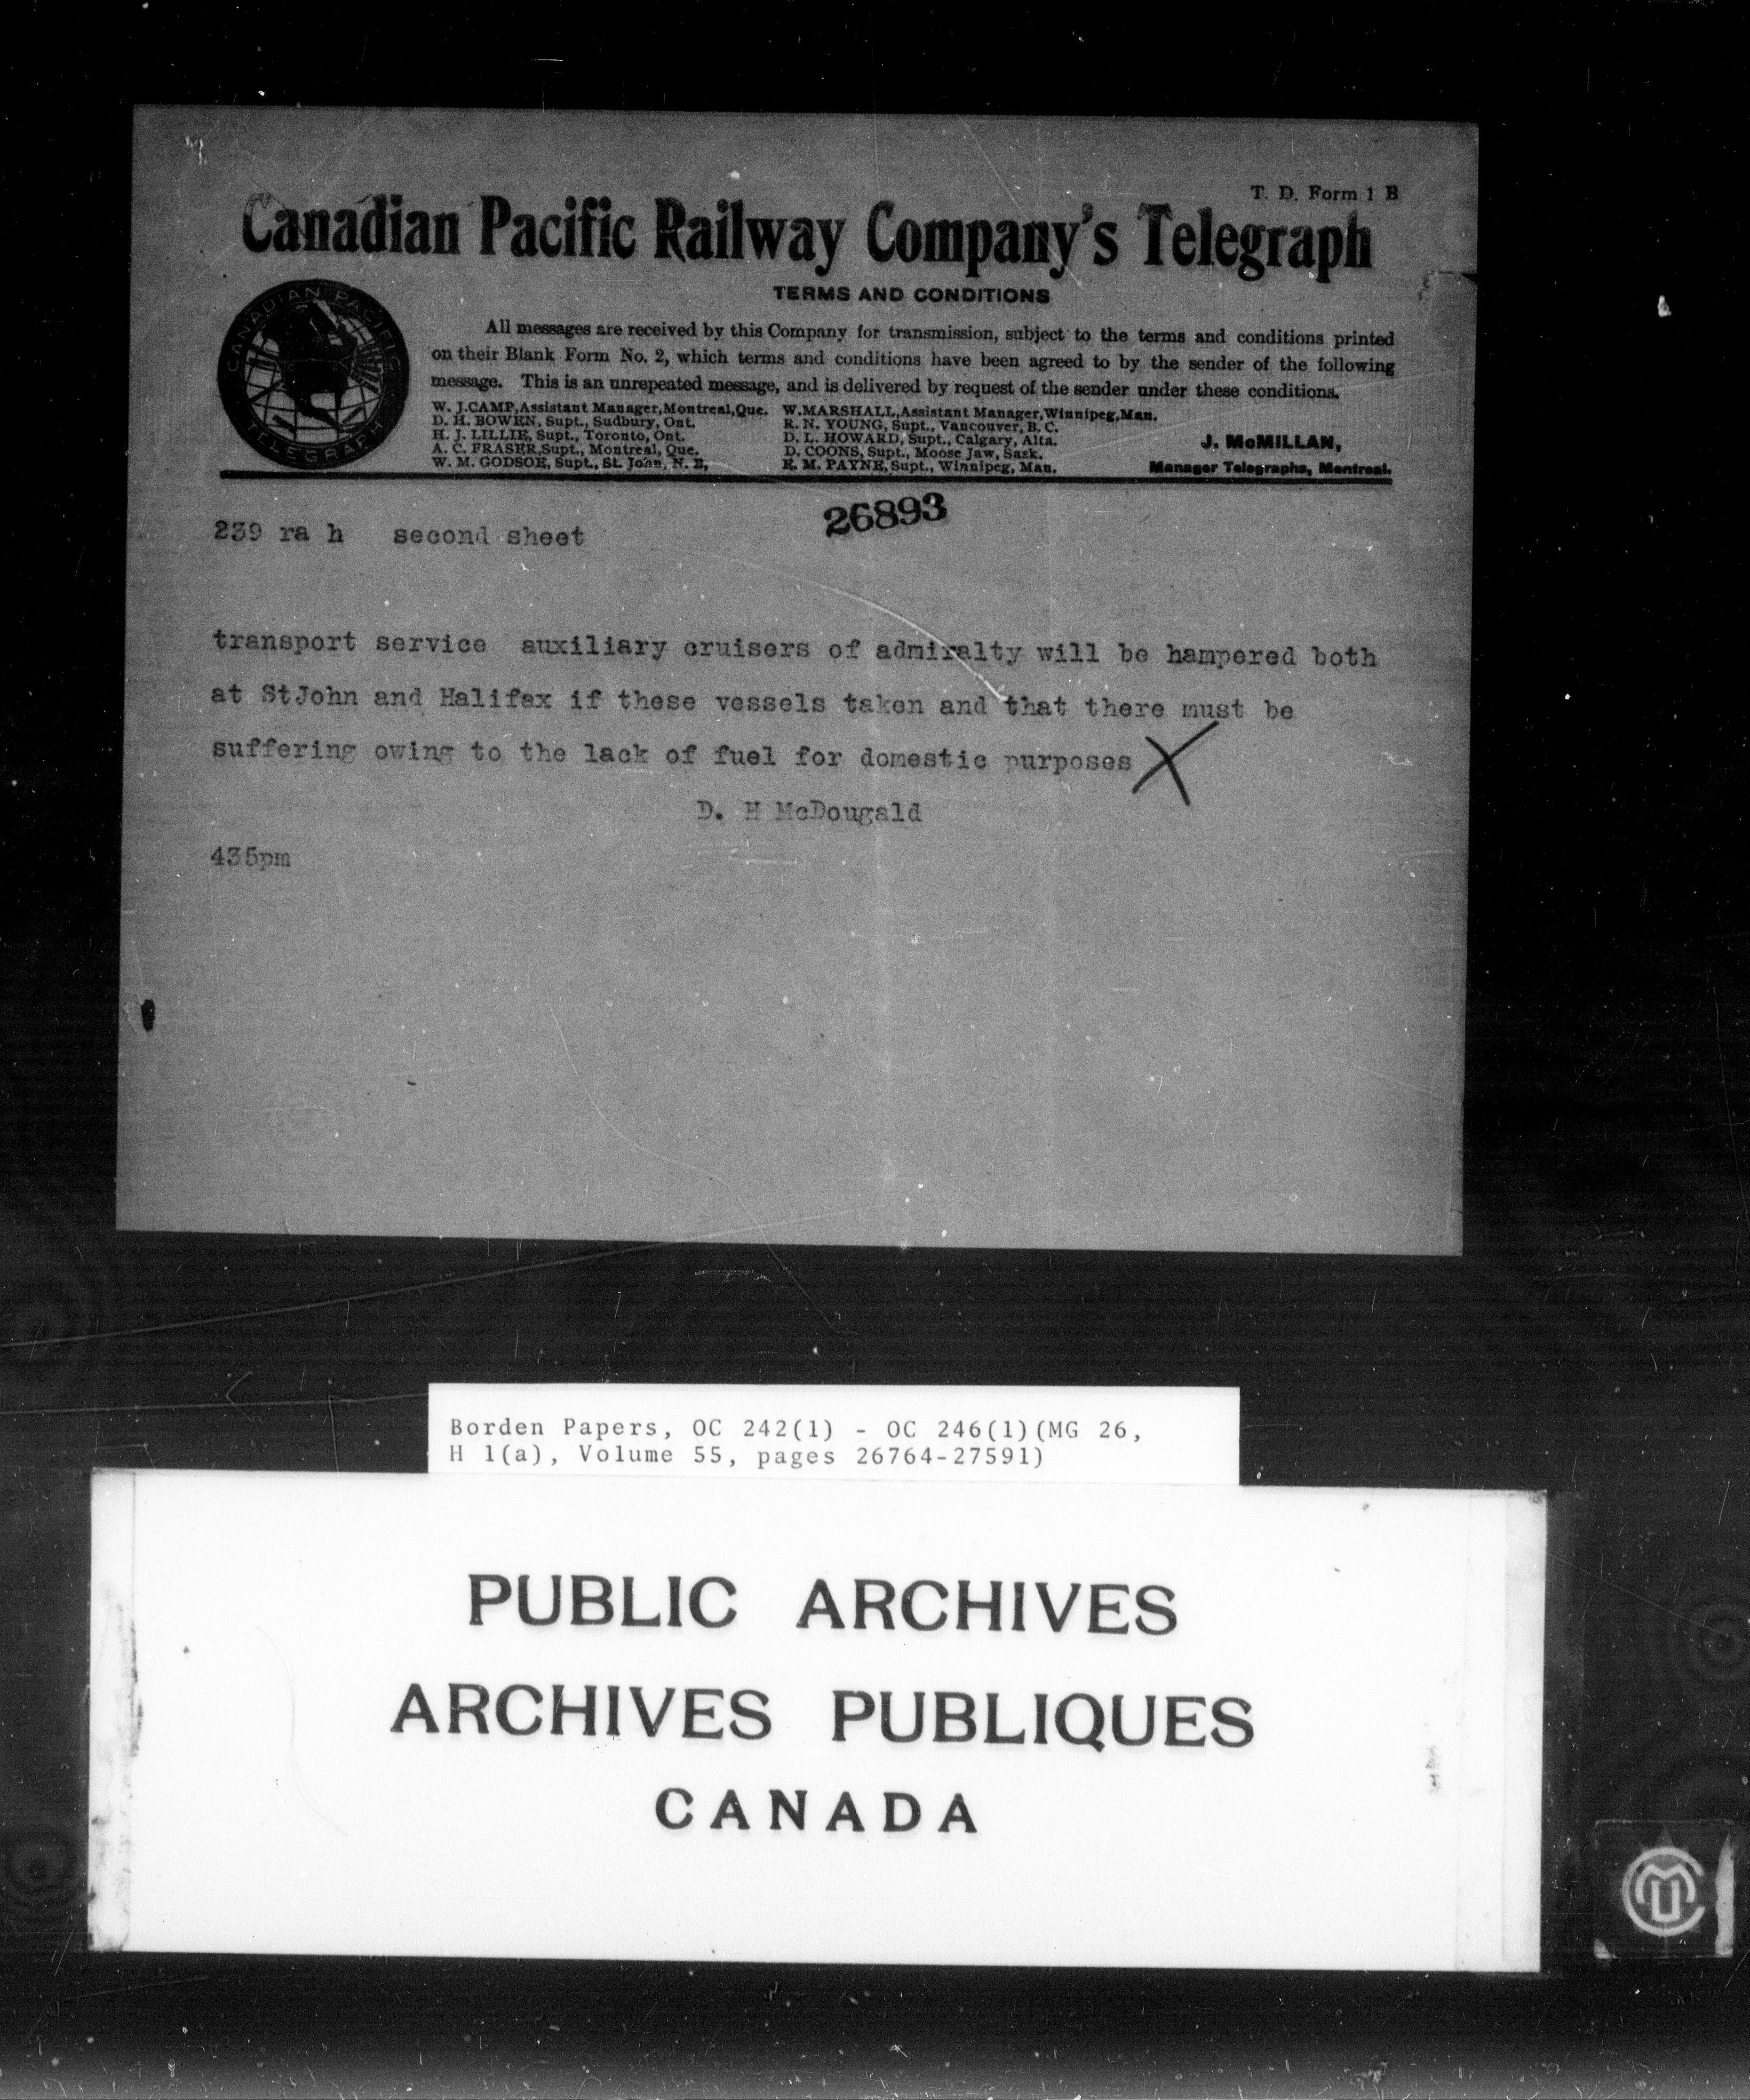 T. D. Form 1 B
Canadian Pacific Railway Company's Telegraph
TERMS AND CONDITIONS
CANADIAN PACIFIC
TELEGRAPH
All messages are received by this Company for transmission, subject to the terms and conditions printed
on their Blank Form No. 2, which terms and conditions have been agreed to by the sender of the following
message. This is an unrepeated message, and is delivered by request of the sender under these conditions.
W. J.CAMP,Assistant Manager,Montreal,Que. W.MARSHALL,Assistant Manager,Winnipeg,Man.
D. H. BOWEN, Supt., Sudbury, Ont. R. N. YOUNG, Supt., Vancouver, B. C.
H. J. LILLIE, Supt., Toronto, Ont. D. L. HOWARD, Supt., Calgary, Alta.
A. C. FRASER,Supt., Montreal, Que. D. COONS, Supt., Moose Jaw, Sask.
W. M. GODSOE, Supt., St. John, N. B, E. M. PAYNE, Supt., Winnipeg, Man.
J. McMILLAN,
Manager Telegraphs, Montreal.
26893
239 ra h second sheet
transport service auxiliary cruisers of admiralty will be hampered both
at StJohn and Halifax if these vessels taken and that there must be
suffering owing to the lack of fuel for domestic purposes X
D. H McDougald
435pm
Borden Papers, OC 242(1) - OC 246(1)(MG 26,
H 1(a), Volume 55, pages 26764-27591)
PUBLIC ARCHIVES
ARCHIVES PUBLIQUES
CANADA